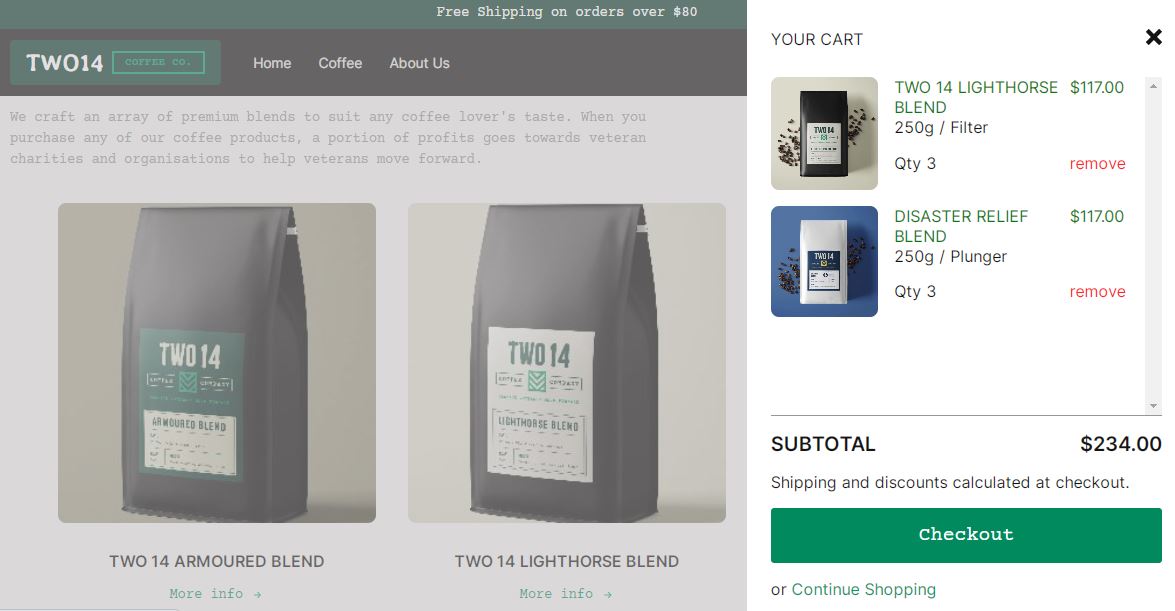 Free Shipping on orders over $80
TWO14 COFFEE CO.
Home Coffee About Us
We craft an array of premium blends to suit any coffee lover's taste. When you
purchase any of our coffee products, a portion of profits goes towards veteran
charities and organisations to help veterans move forward.
TWO 14
COFFEE COMPANY
ARMOURED BLEND
TWO 14
COFFEE COMPANY
LIGHTHORSE BLEND
TWO 14 ARMOURED BLEND
More info →
TWO 14 LIGHTHORSE BLEND
More info →
YOUR CART
TWO 14
TWO 14 LIGHTHORSE $117.00
BLEND
250g / Filter
Qty 3 remove
TWO 14
DISASTER RELIEF $117.00
BLEND
250g / Plunger
Qty 3 remove
SUBTOTAL $234.00
Shipping and discounts calculated at checkout.
Checkout
or Continue Shopping